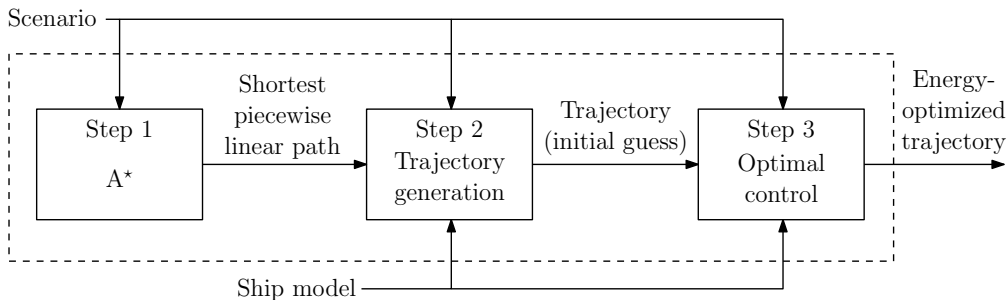 Scenario
Step 1
A⋆
Shortest
piecewise
linear path
Step 2
Trajectory
generation
Trajectory
(initial guess)
Step 3
Optimal
control
Energy-
optimized
trajectory
Ship model